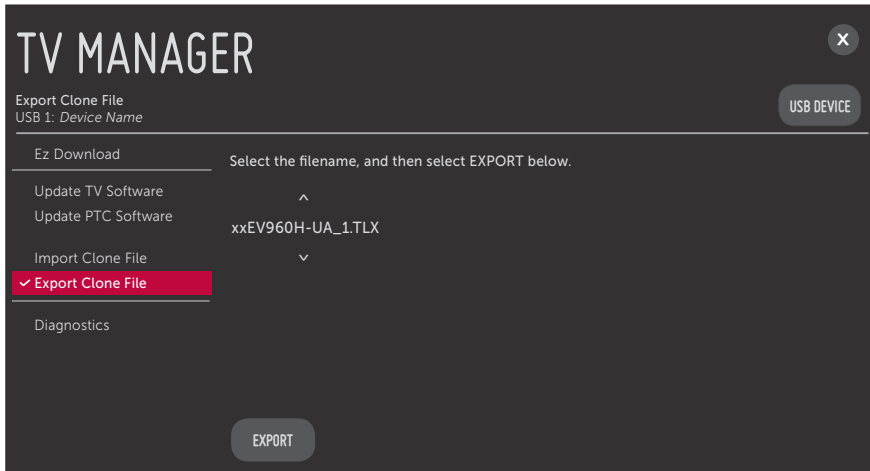 TV MANAGER
X
Export Clone File
USB 1: Device Name
USB DEVICE
Ez Download
Update TV Software
Update PTC Software
Import Clone File
Export Clone File
Diagnostics
Select the filename, and then select EXPORT below.
xxEV960H-UA_1.TLX
EXPORT